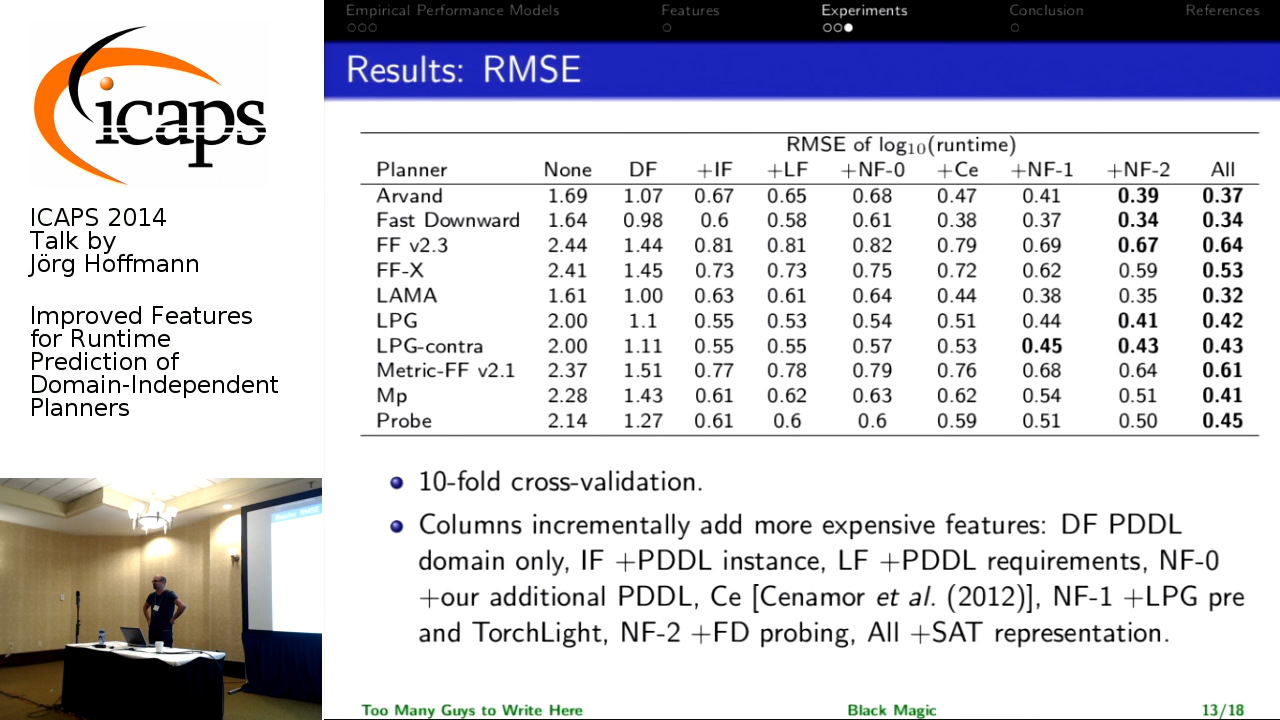 icaps
ICAPS 2014
Talk by
Jörg Hoffmann
Improved Features
for Runtime
Prediction of
Domain-Independent
Planners
Empirical Performance Models Features Experiments Conclusion References
Results: RMSE
RMSE of log₁₀(runtime)
Planner None DF +IF +LF +NF-0 +Ce +NF-1 +NF-2 All
Arvand 1.69 1.07 0.67 0.65 0.68 0.47 0.41 0.39 0.37
Fast Downward 1.64 0.98 0.6 0.58 0.61 0.38 0.37 0.34 0.34
FF v2.3 2.44 1.44 0.81 0.81 0.82 0.79 0.69 0.67 0.64
FF-X 2.41 1.45 0.73 0.73 0.75 0.72 0.62 0.59 0.53
LAMA 1.61 1.00 0.63 0.61 0.64 0.44 0.38 0.35 0.32
LPG 2.00 1.1 0.55 0.53 0.54 0.51 0.44 0.41 0.42
LPG-contra 2.00 1.11 0.55 0.55 0.57 0.53 0.45 0.43 0.43
Metric-FF v2.1 2.37 1.51 0.77 0.78 0.79 0.76 0.68 0.64 0.61
Mp 2.28 1.43 0.61 0.62 0.63 0.62 0.54 0.51 0.41
Probe 2.14 1.27 0.61 0.6 0.6 0.59 0.51 0.50 0.45
10-fold cross-validation.
Columns incrementally add more expensive features: DF PDDL
domain only, IF +PDDL instance, LF +PDDL requirements, NF-0
+our additional PDDL, Ce [Cenamor et al. (2012)], NF-1 +LPG pre
and TorchLight, NF-2 +FD probing, All +SAT representation.
Too Many Guys to Write Here Black Magic 13/18
Results: RMSE